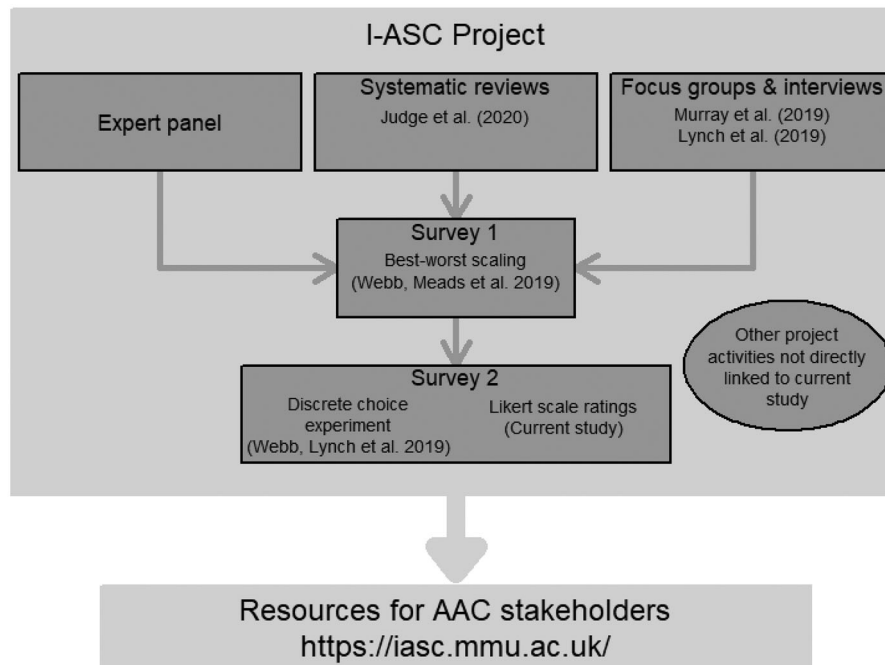 I-ASC Project
Expert panel
Systematic reviews
Judge et al. (2020)
Focus groups & interviews
Murray et al. (2019)
Lynch et al. (2019)
Survey 1
Best-worst scaling
(Webb, Meads et al. 2019)
Other project
activities not directly
linked to current
study
Survey 2
Discrete choice
experiment
(Webb, Lynch et al. 2019)
Likert scale ratings
(Current study)
Resources for AAC stakeholders
https://iasc.mmu.ac.uk/